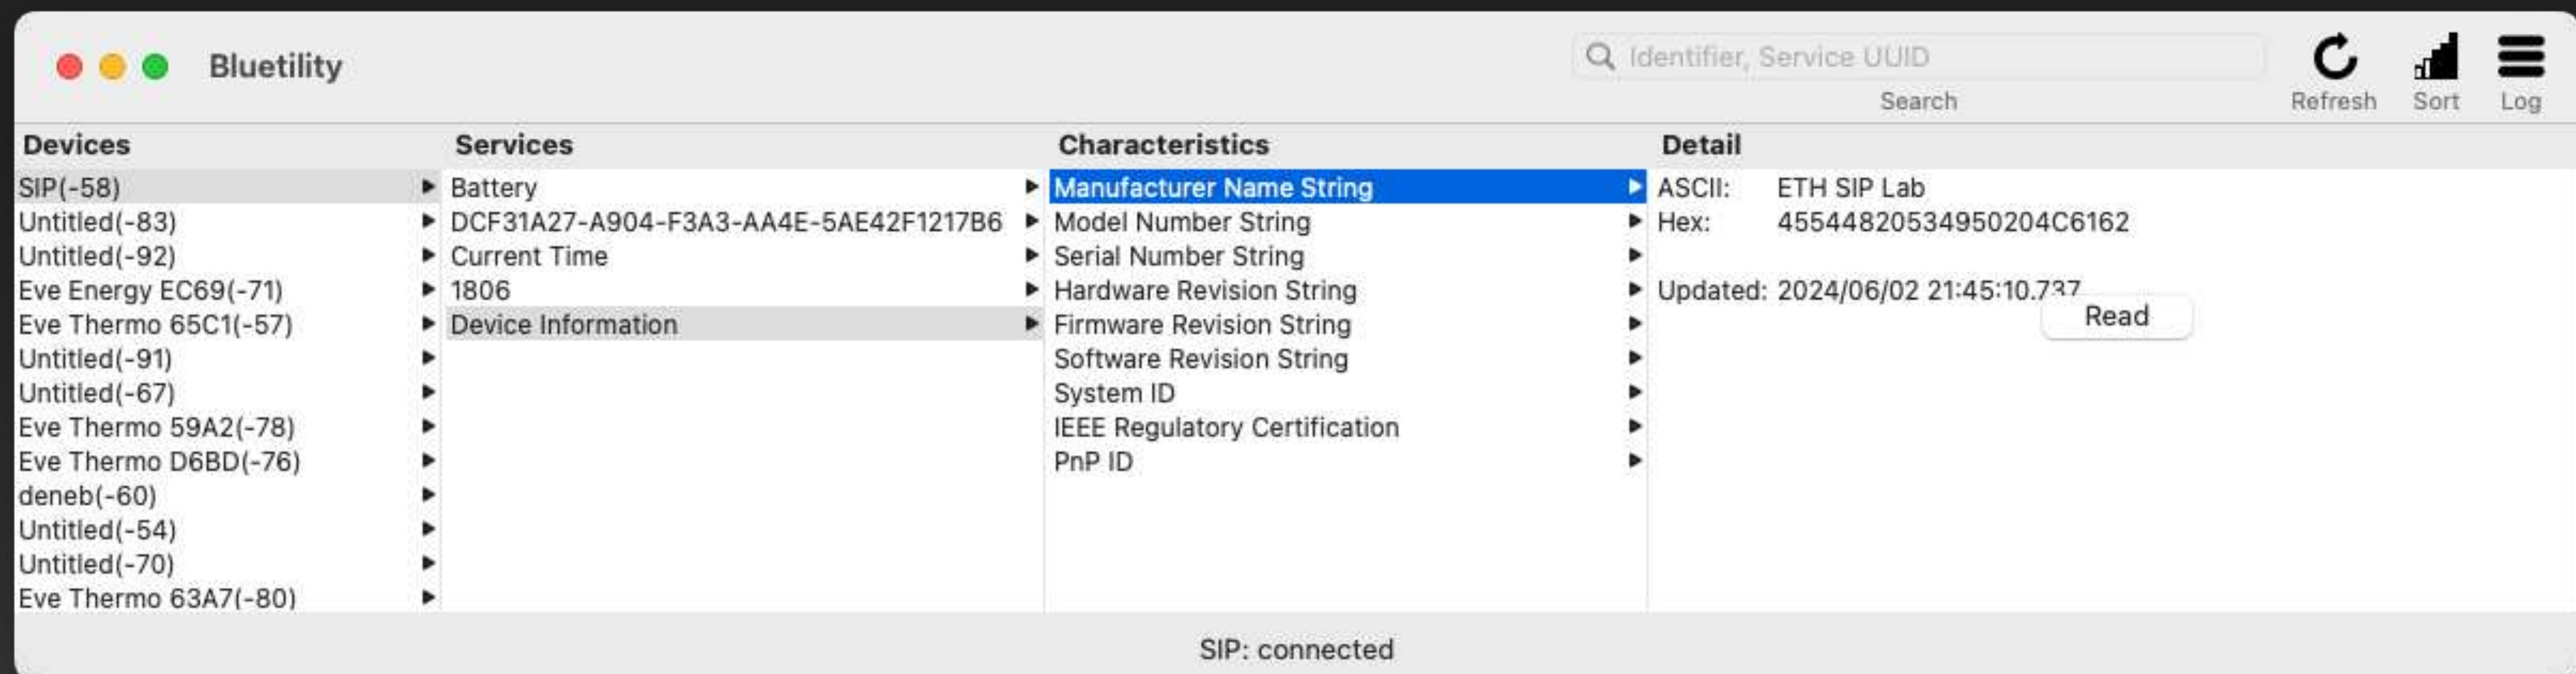 Bluetility
Identifier, Service UUID
Search
Refresh
Sort
Log
Devices
SIP(-58)
Untitled(-83)
Untitled(-92)
Eve Energy EC69(-71)
Eve Thermo 65C1(-57)
Untitled(-91)
Untitled(-67)
Eve Thermo 59A2(-78)
Eve Thermo D6BD(-76)
deneb(-60)
Untitled(-54)
Untitled(-70)
Eve Thermo 63A7(-80)
Services
Battery
DCF31A27-A904-F3A3-AA4E-5AE42F1217B6
Current Time
1806
Device Information
Characteristics
Manufacturer Name String
Model Number String
Serial Number String
Hardware Revision String
Firmware Revision String
Software Revision String
System ID
IEEE Regulatory Certification
PnP ID
Detail
ASCII: ETH SIP Lab
Hex: 45544820534950204C6162
Updated: 2024/06/02 21:45:10.737
Read
SIP: connected